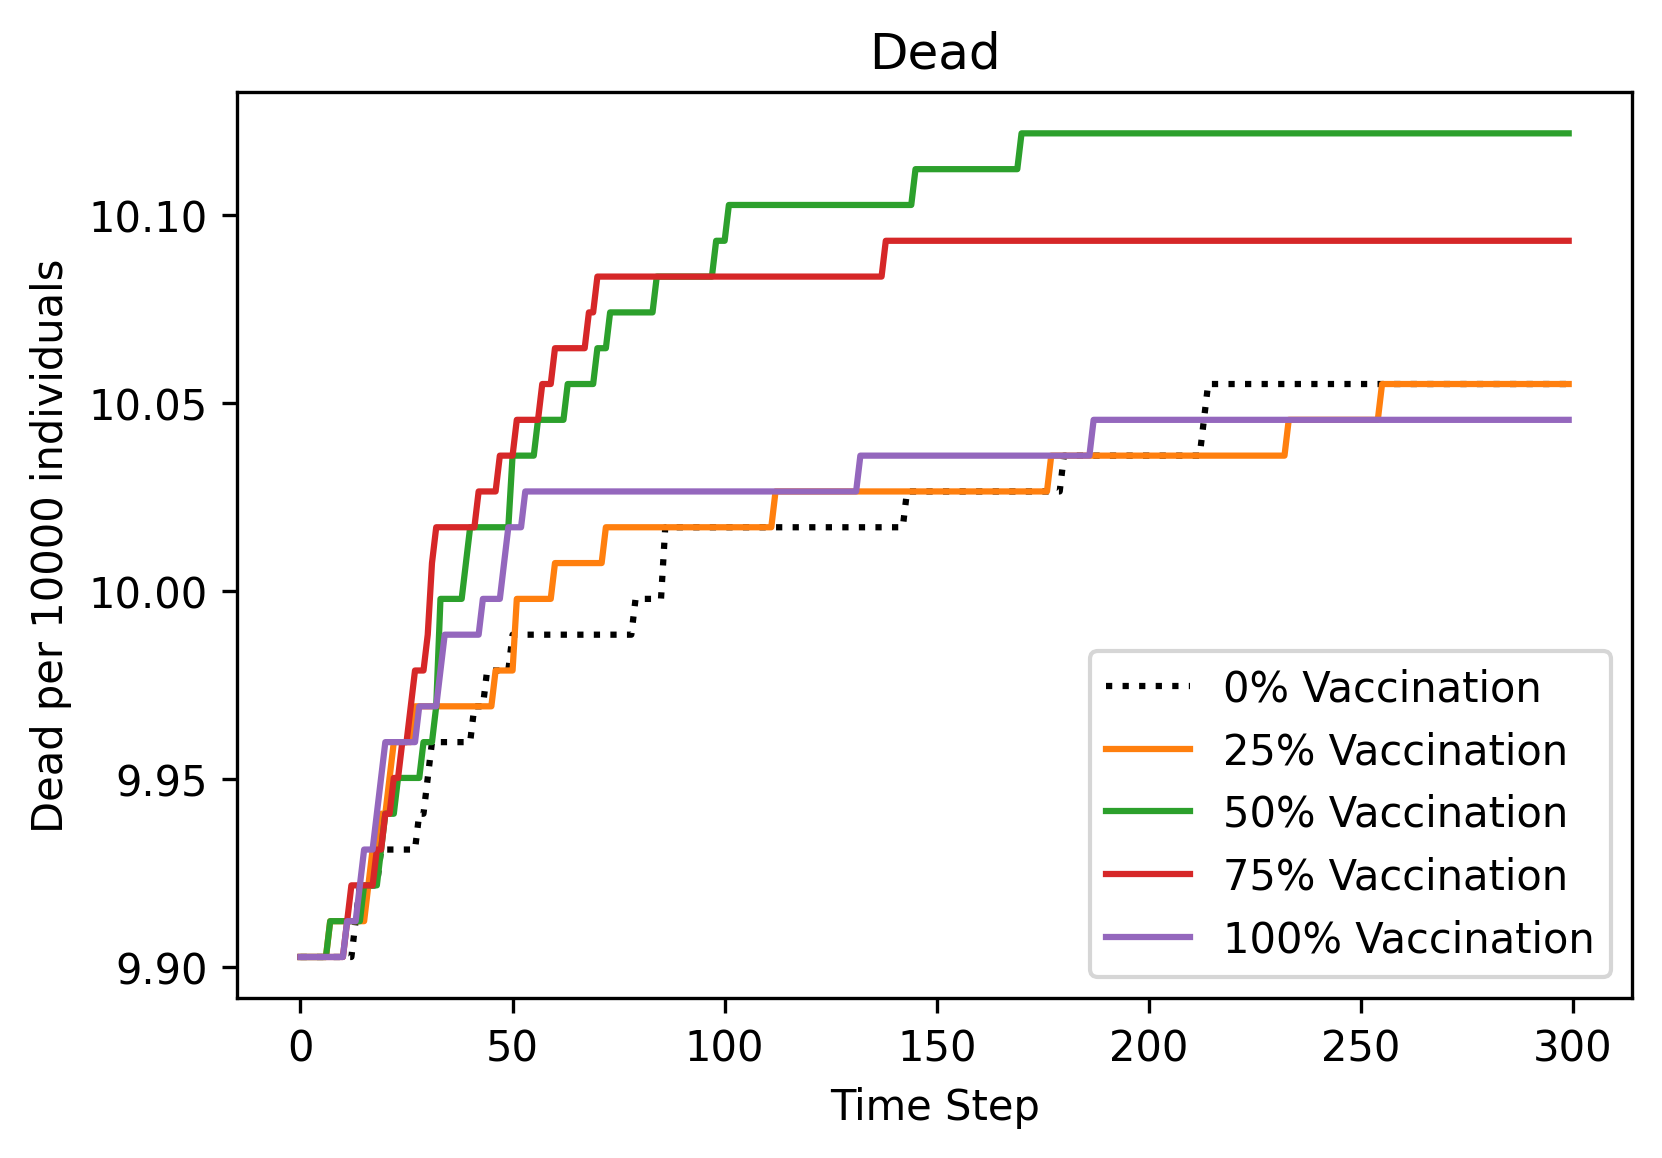 Dead
Dead per 10000 individuals
10.10
10.05
10.00
9.95
9.90
0% Vaccination
25% Vaccination
50% Vaccination
75% Vaccination
100% Vaccination
0 50 100 150 200 250 300
Time Step